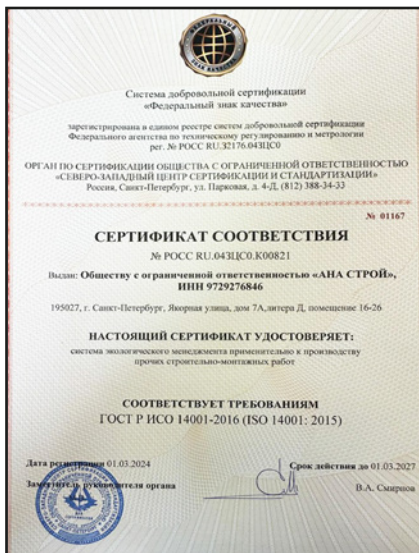 ФЕДЕРАЛЬНЫЙ
ЗНАК КАЧЕСТВА
Система добровольной сертификации
«Федеральный знак качества»
зарегистрирована в едином реестре систем добровольной сертификации
Федерального агентства по техническому регулированию и метрологии
рег. № РОСС RU.32176.04ЗЦС0
ОРГАН ПО СЕРТИФИКАЦИИ ОБЩЕСТВА С ОГРАНИЧЕННОЙ ОТВЕТСТВЕННОСТЬЮ
«СЕВЕРО-ЗАПАДНЫЙ ЦЕНТР СЕРТИФИКАЦИИ И СТАНДАРТИЗАЦИИ»
Россия, Санкт-Петербург, ул. Парковая, д. 4-Д, (812) 388-34-33
№ 01167
СЕРТИФИКАТ СООТВЕТСТВИЯ
№ РОСС RU.04ЗЦС0.К00821
Выдан: Обществу с ограниченной ответственностью «АНА СТРОЙ»,
ИНН 9729276846
195027, г. Санкт-Петербург, Якорная улица, дом 7А,литера Д, помещение 16-26
НАСТОЯЩИЙ СЕРТИФИКАТ УДОСТОВЕРЯЕТ:
система экологического менеджмента применительно к производству
прочих строительно-монтажных работ
СООТВЕТСТВУЕТ ТРЕБОВАНИЯМ
ГОСТ Р ИСО 14001-2016 (ISO 14001: 2015)
Дата регистрации 01.03.2024 Срок действия до 01.03.2027
Заместитель руководителя органа В.А. Смирнов